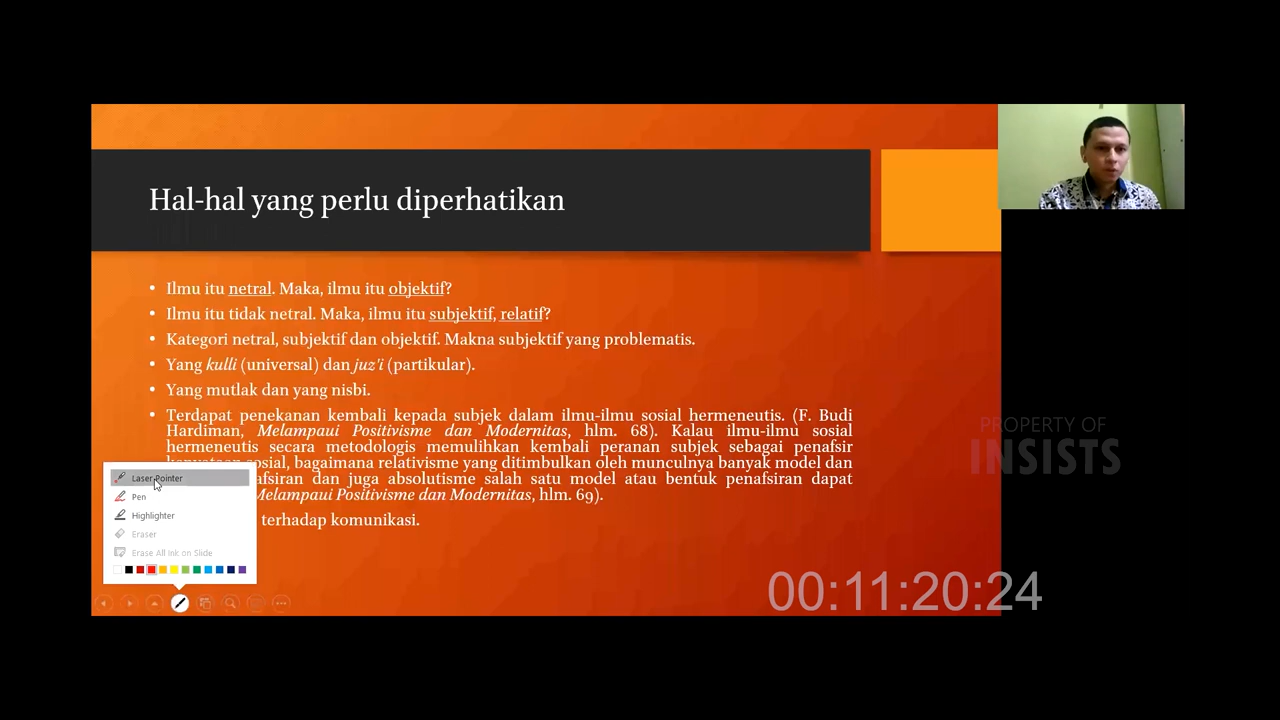 Hal-hal yang perlu diperhatikan
• Ilmu itu netral. Maka, ilmu itu objektif?
• Ilmu itu tidak netral. Maka, ilmu itu subjektif, relatif?
• Kategori netral, subjektif dan objektif. Makna subjektif yang problematis.
• Yang kulli (universal) dan juz'i (partikular).
• Yang mutlak dan yang nisbi.
• Terdapat penekanan kembali kepada subjek dalam ilmu-ilmu sosial hermeneutis. (F. Budi
Hardiman, Melampaui Positivisme dan Modernitas, hlm. 68). Kalau ilmu-ilmu sosial
hermeneutis secara metodologis memulihkan kembali peranan subjek sebagai penafsir
sosial, bagaimana relativisme yang ditimbulkan oleh munculnya banyak model dan
afsiran dan juga absolutisme salah satu model atau bentuk penafsiran dapat
Melampaui Positivisme dan Modernitas, hlm. 69).
terhadap komunikasi.
Laser Pointer
Pen
Highlighter
Eraser
Erase All Ink on Slide
PROPERTY OF
INSISTS
00:11:20:24